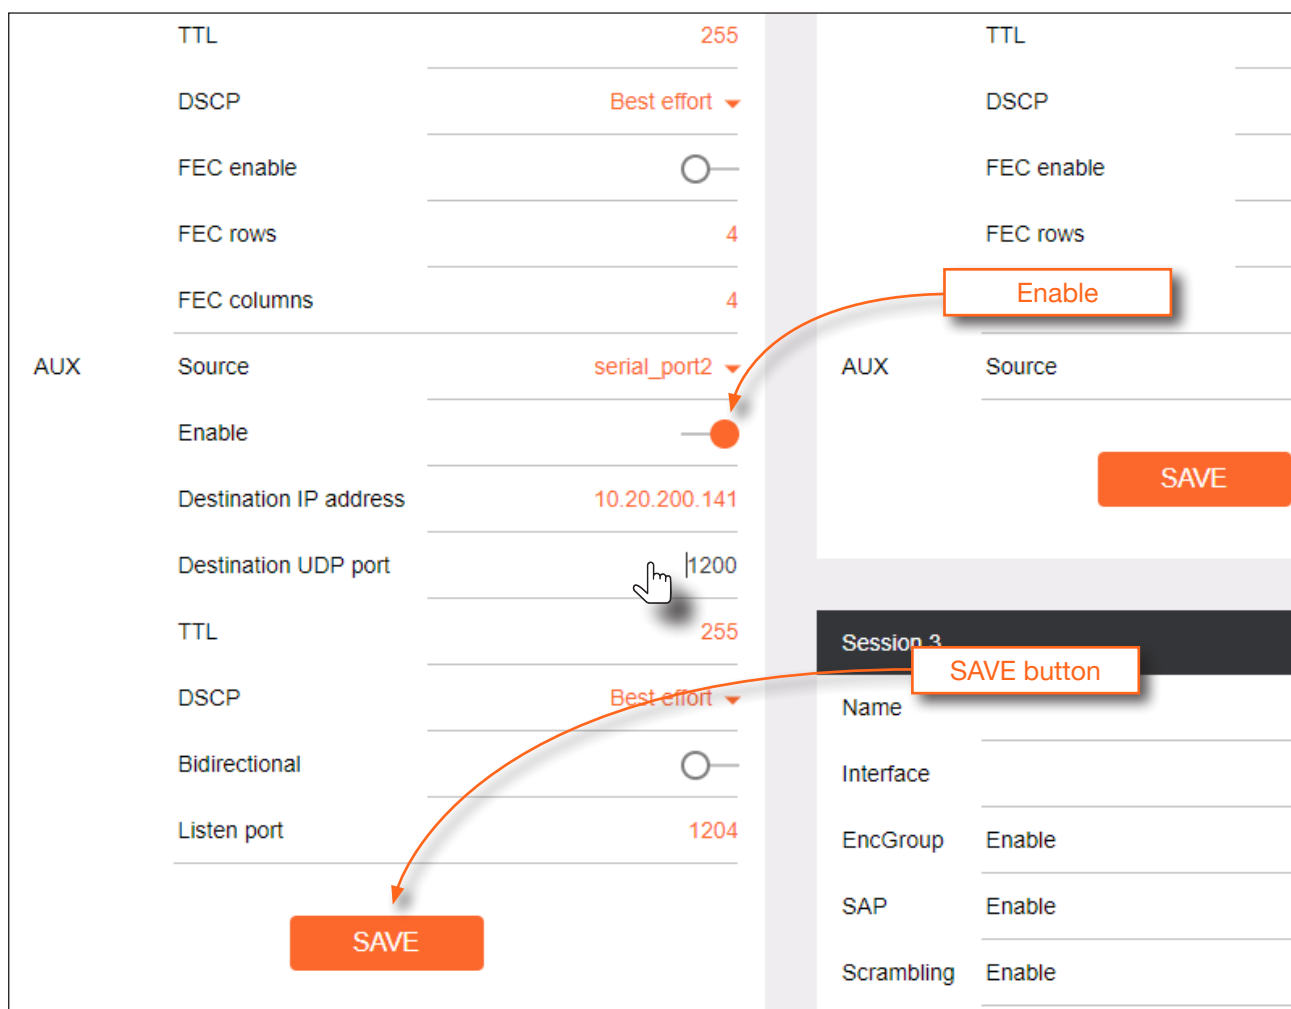 TTL 255
DSCP Best effort
FEC enable
FEC rows 4
FEC columns 4
AUX Source serial_port2
Enable
Destination IP address 10.20.200.141
Destination UDP port 1200
TTL 255
DSCP Best effort
Bidirectional
Listen port 1204
SAVE
TTL
DSCP
FEC enable
FEC rows
Enable
AUX Source
SAVE
Session 3
SAVE button
Name
Interface
EncGroup Enable
SAP Enable
Scrambling Enable